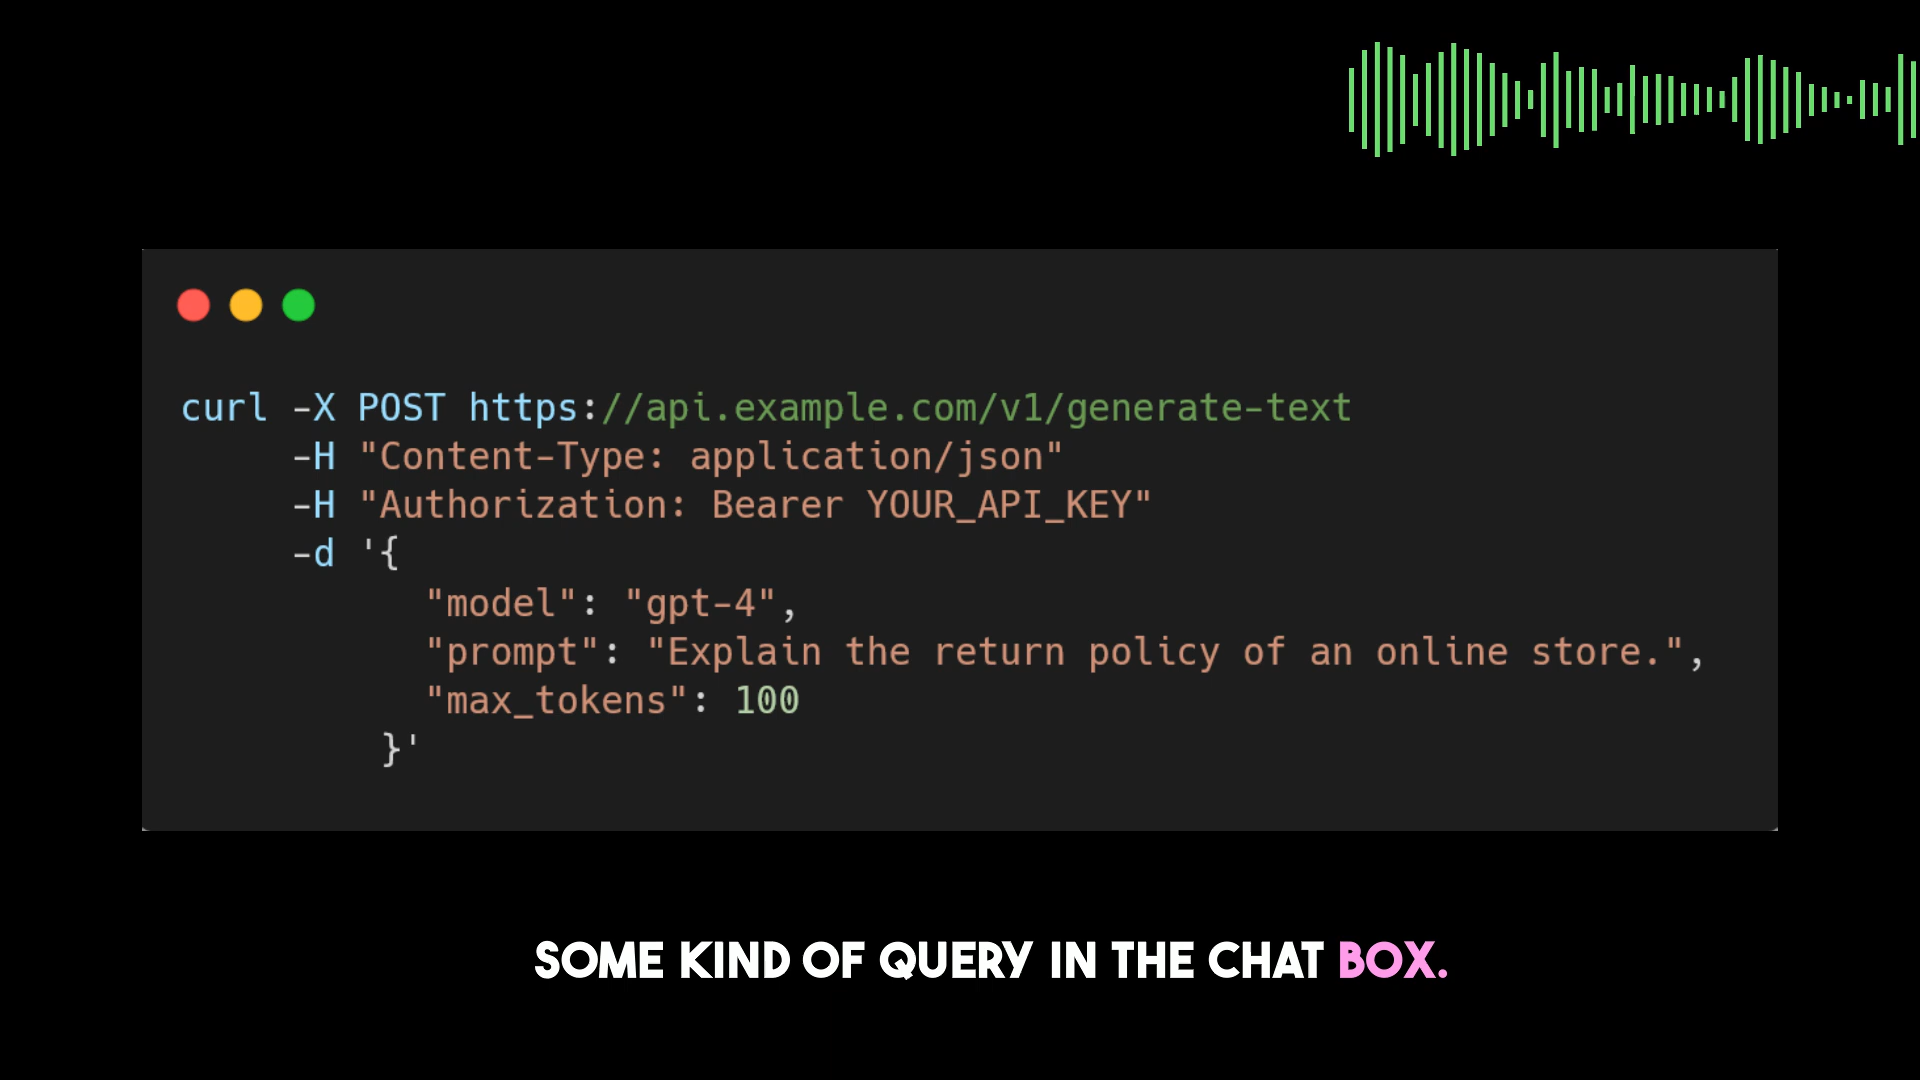 curl -X POST https://api.example.com/v1/generate-text
-H "Content-Type: application/json"
-H "Authorization: Bearer YOUR_API_KEY"
-d '{
"model": "gpt-4",
"prompt": "Explain the return policy of an online store.",
"max_tokens": 100
}'
SOME KIND OF QUERY IN THE CHAT BOX.